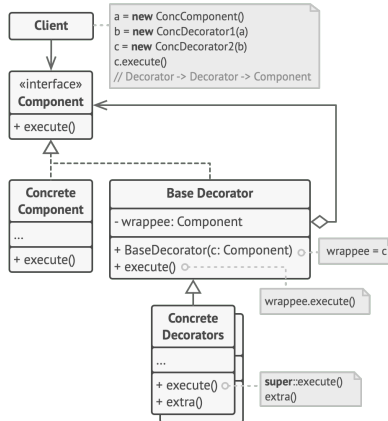 Client
a = new ConcComponent()
b = new ConcDecorator1(a)
c = new ConcDecorator2(b)
c.execute()
// Decorator -> Decorator -> Component
«interface»
Component
+ execute()
Concrete
Component
...
+ execute()
Base Decorator
- wrappee: Component
+ BaseDecorator(c: Component)
+ execute()
wrappee = c
wrappee.execute()
Concrete
Decorators
...
+ execute()
+ extra()
super::execute()
extra()